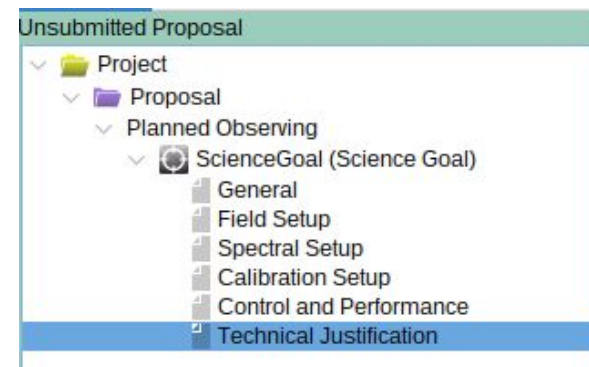 Unsubmitted Proposal
Project
Proposal
Planned Observing
ScienceGoal (Science Goal)
General
Field Setup
Spectral Setup
Calibration Setup
Control and Performance
Technical Justification